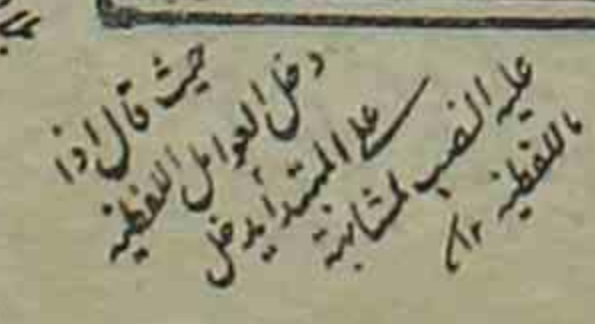 حيث قال اذا
دخل العوامل اللفظية
على المبتدأ يدخل
عليه النصب لمشابهته
باللفظية ١٢